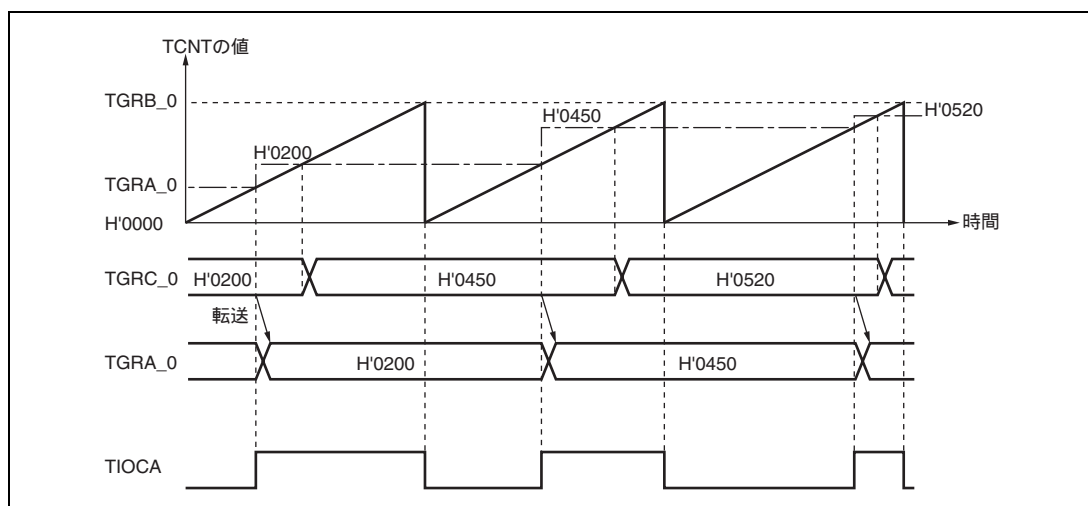 TCNTの値
TGRB_0
H'0520
H'0450
H'0200
TGRA_0
H'0000
時間
TGRC_0
H'0200
H'0450
H'0520
転送
TGRA_0
H'0200
H'0450
TIOCA